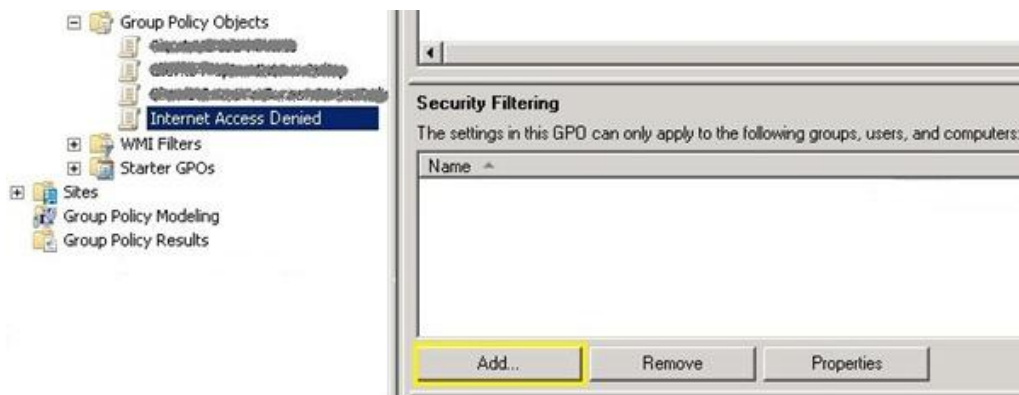 Group Policy Objects
Internet Access Denied
WMI Filters
Starter GPOs
Sites
Group Policy Modeling
Group Policy Results
Security Filtering
The settings in this GPO can only apply to the following groups, users, and computers:
Name
Add...
Remove
Properties